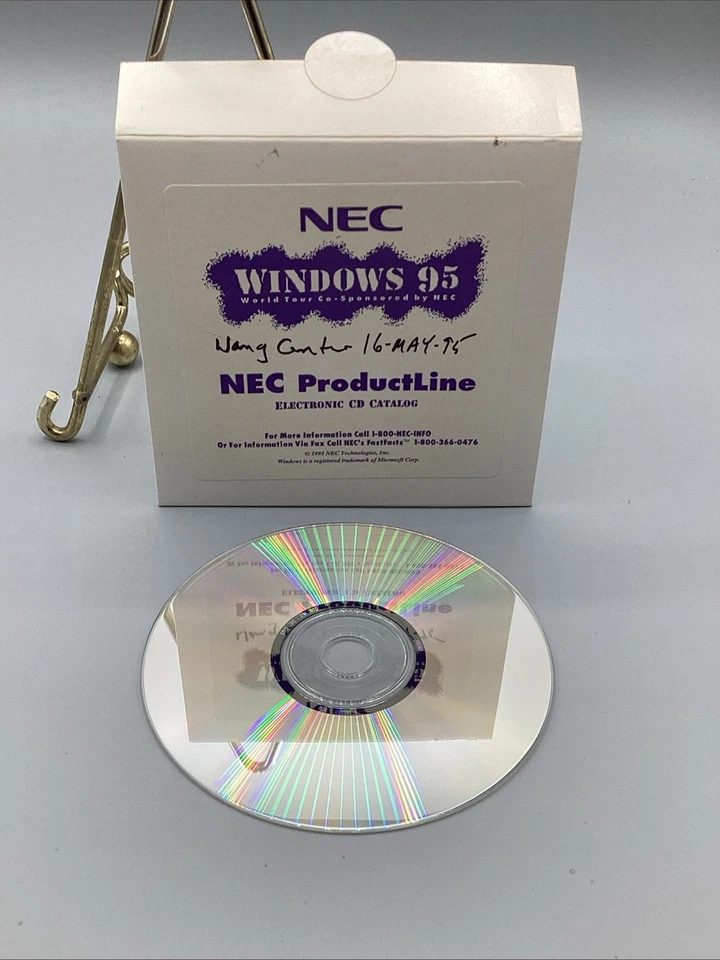 NEC
WINDOWS 95
World Tour Co-Sponsored by NEC
Wang Center 16-MAY-95
NEC ProductLine
ELECTRONIC CD CATALOG
For More Information Call 1-800-NEC-INFO
Or For Information Via Fax Call NEC's FastFacts™ 1-800-366-0476
© 1995 NEC Technologies, Inc.
Windows is a registered trademark of Microsoft Corp.